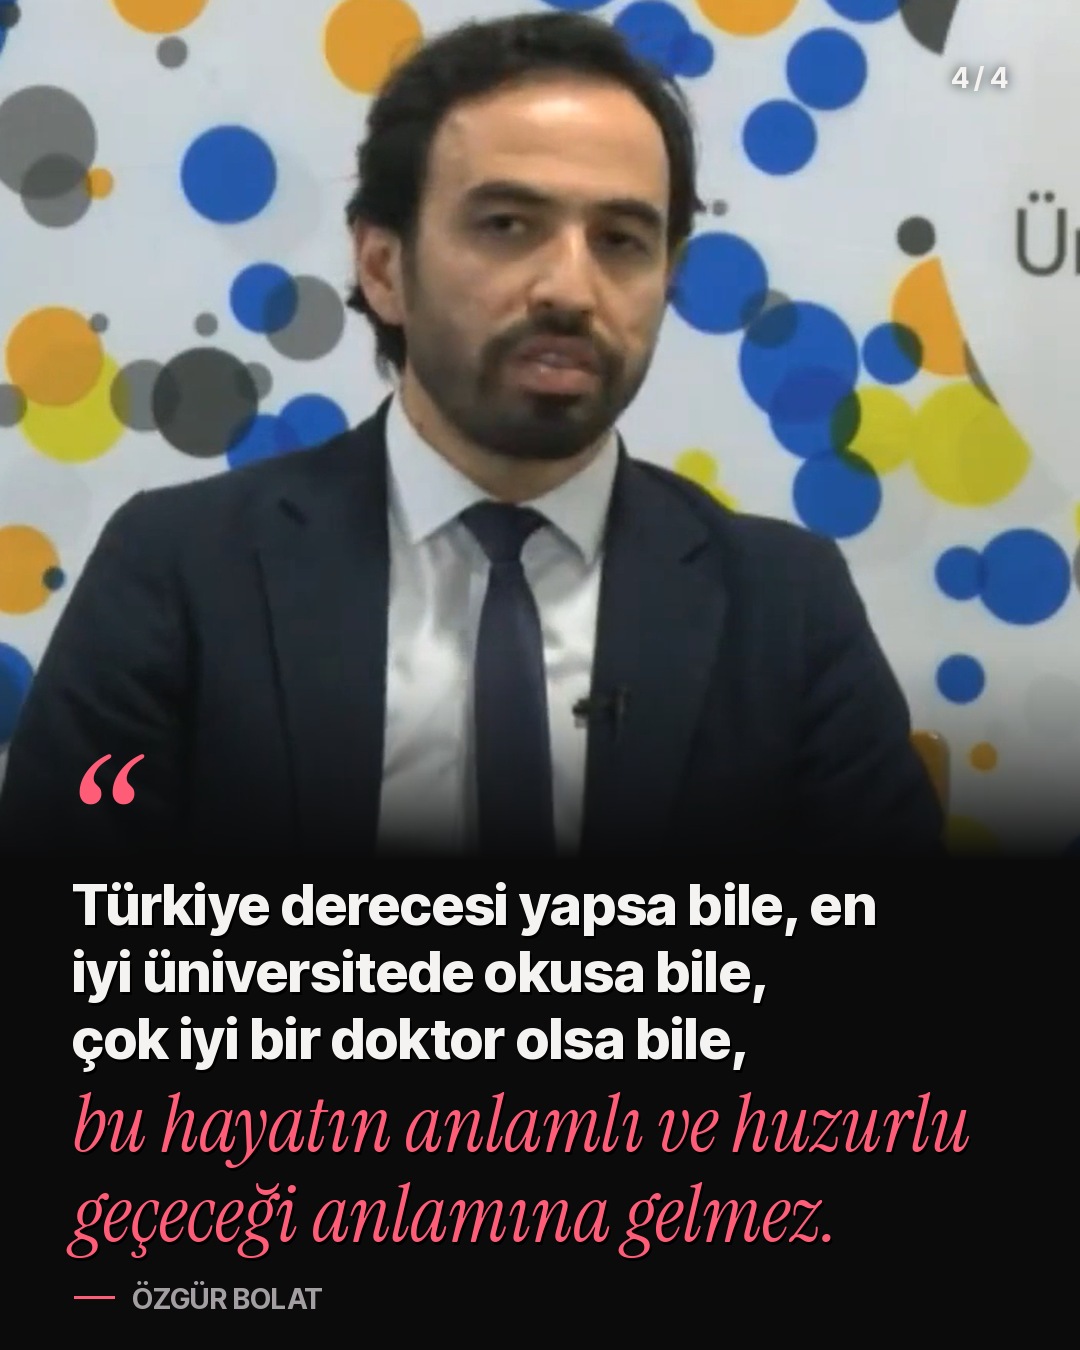 4 / 4
“
Türkiye derecesi yapsa bile, en
iyi üniversitede okusa bile,
çok iyi bir doktor olsa bile,
bu hayatın anlamlı ve huzurlu
geçeceği anlamına gelmez.
— ÖZGÜR BOLAT